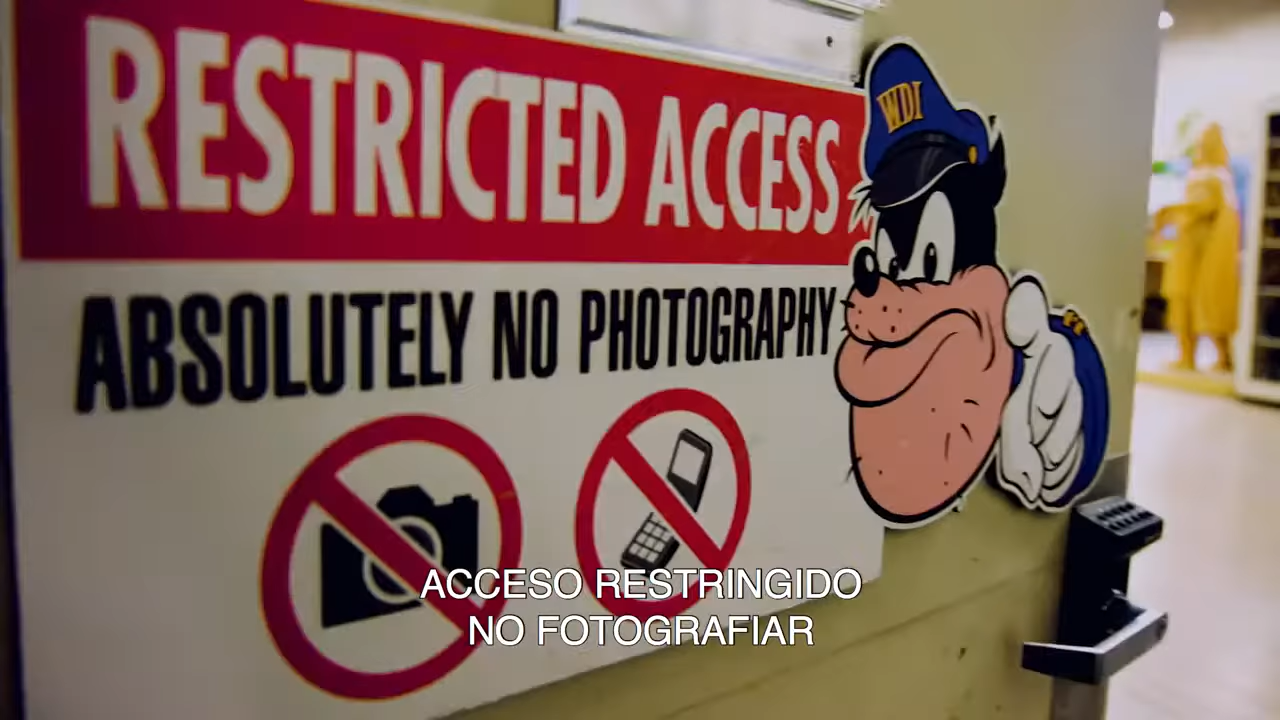 RESTRICTED ACCESS
WDI
ABSOLUTELY NO PHOTOGRAPHY
ACCESO RESTRINGIDO
NO FOTOGRAFIAR